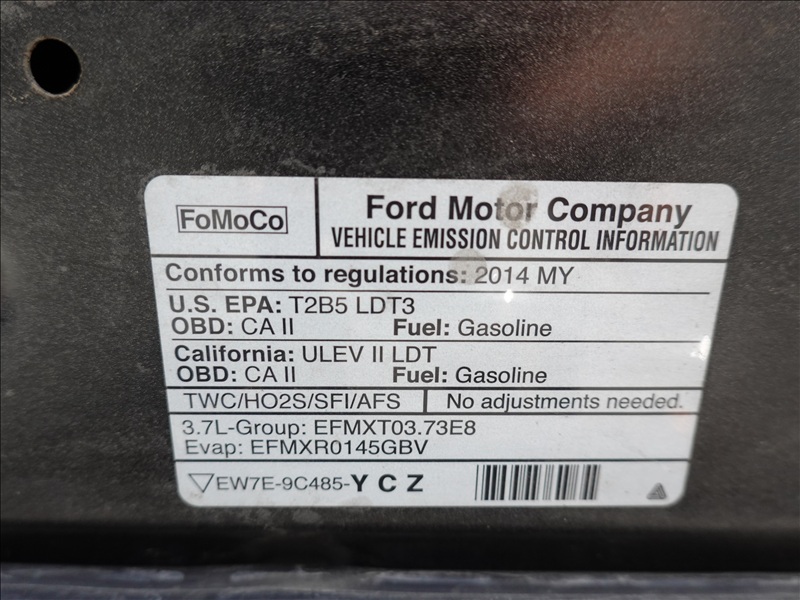 FoMoCo
Ford Motor Company
VEHICLE EMISSION CONTROL INFORMATION
Conforms to regulations: 2014 MY
U.S. EPA: T2B5 LDT3
OBD: CA II Fuel: Gasoline
California: ULEV II LDT
OBD: CA II Fuel: Gasoline
TWC/HO2S/SFI/AFS No adjustments needed.
3.7L-Group: EFMXT03.73E8
Evap: EFMXR0145GBV
EW7E-9C485-Y C Z